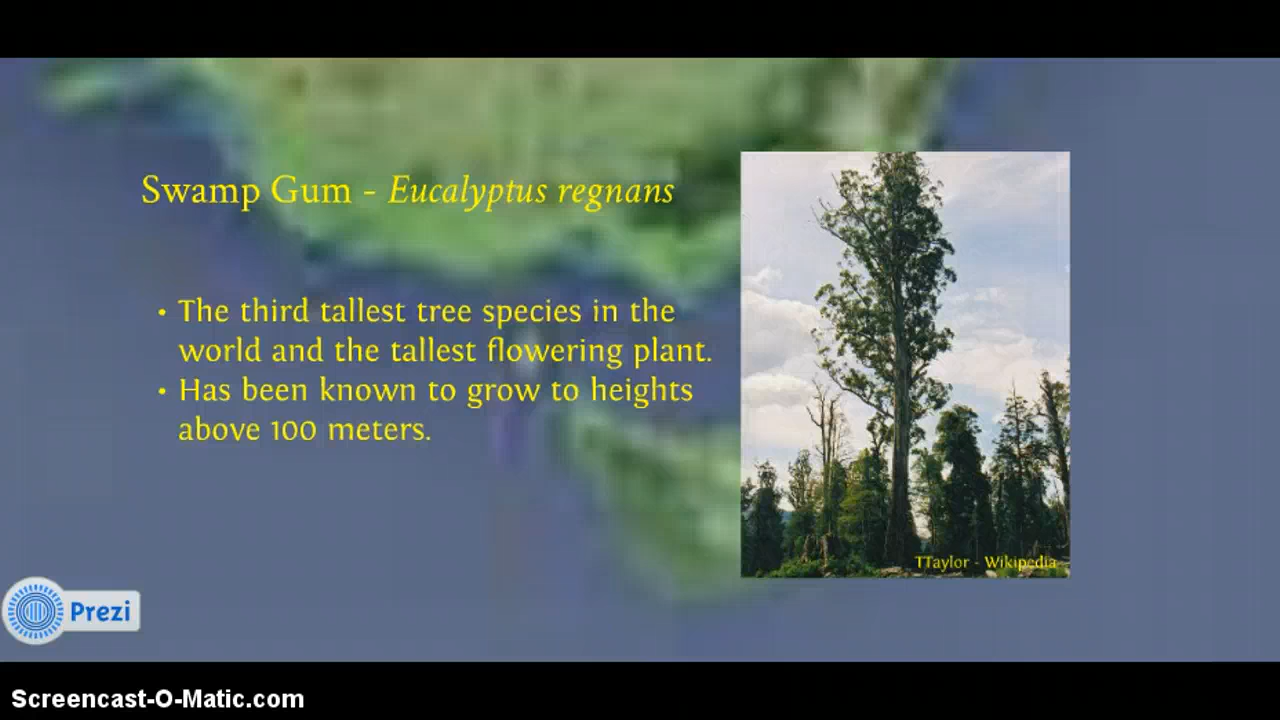 Swamp Gum - Eucalyptus regnans
• The third tallest tree species in the
world and the tallest flowering plant.
• Has been known to grow to heights
above 100 meters.
TTaylor - Wikipedia
Prezi
Screencast-O-Matic.com